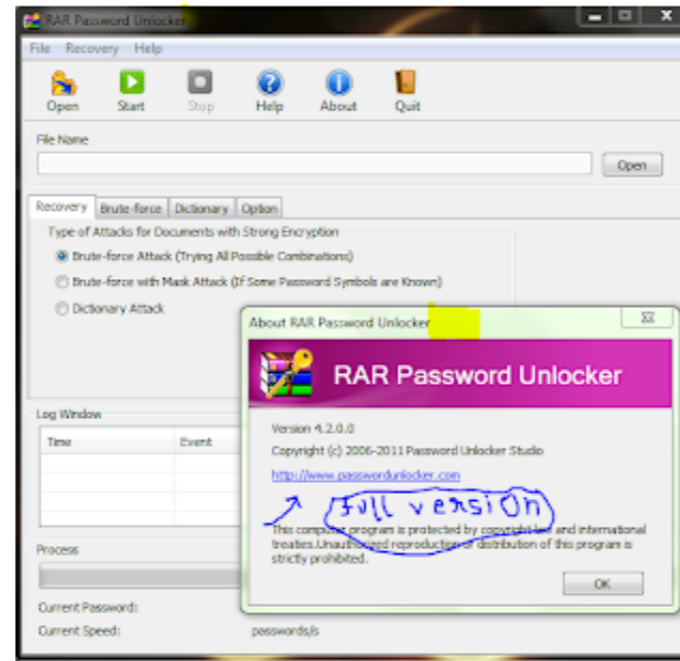 RAR Password Unlocker
File Recovery Help
Open Start Stop Help About Quit
File Name
Open
Recovery Brute-force Dictionary Option
Type of Attacks for Documents with Strong Encryption
Brute-force Attack (Trying All Possible Combinations)
Brute-force with Mask Attack (If Some Password Symbols are Known)
Dictionary Attack
About RAR Password Unlocker
RAR Password Unlocker
Log Window
Time Event
Version 4.2.0.0
Copyright (c) 2006-2011 Password Unlocker Studio
http://www.passwordunlocker.com
full version
This computer program is protected by copyright law and international
treaties.Unauthorized reproduction of distribution of this program is
strictly prohibited.
OK
Process
Current Password:
Current Speed: passwords/s